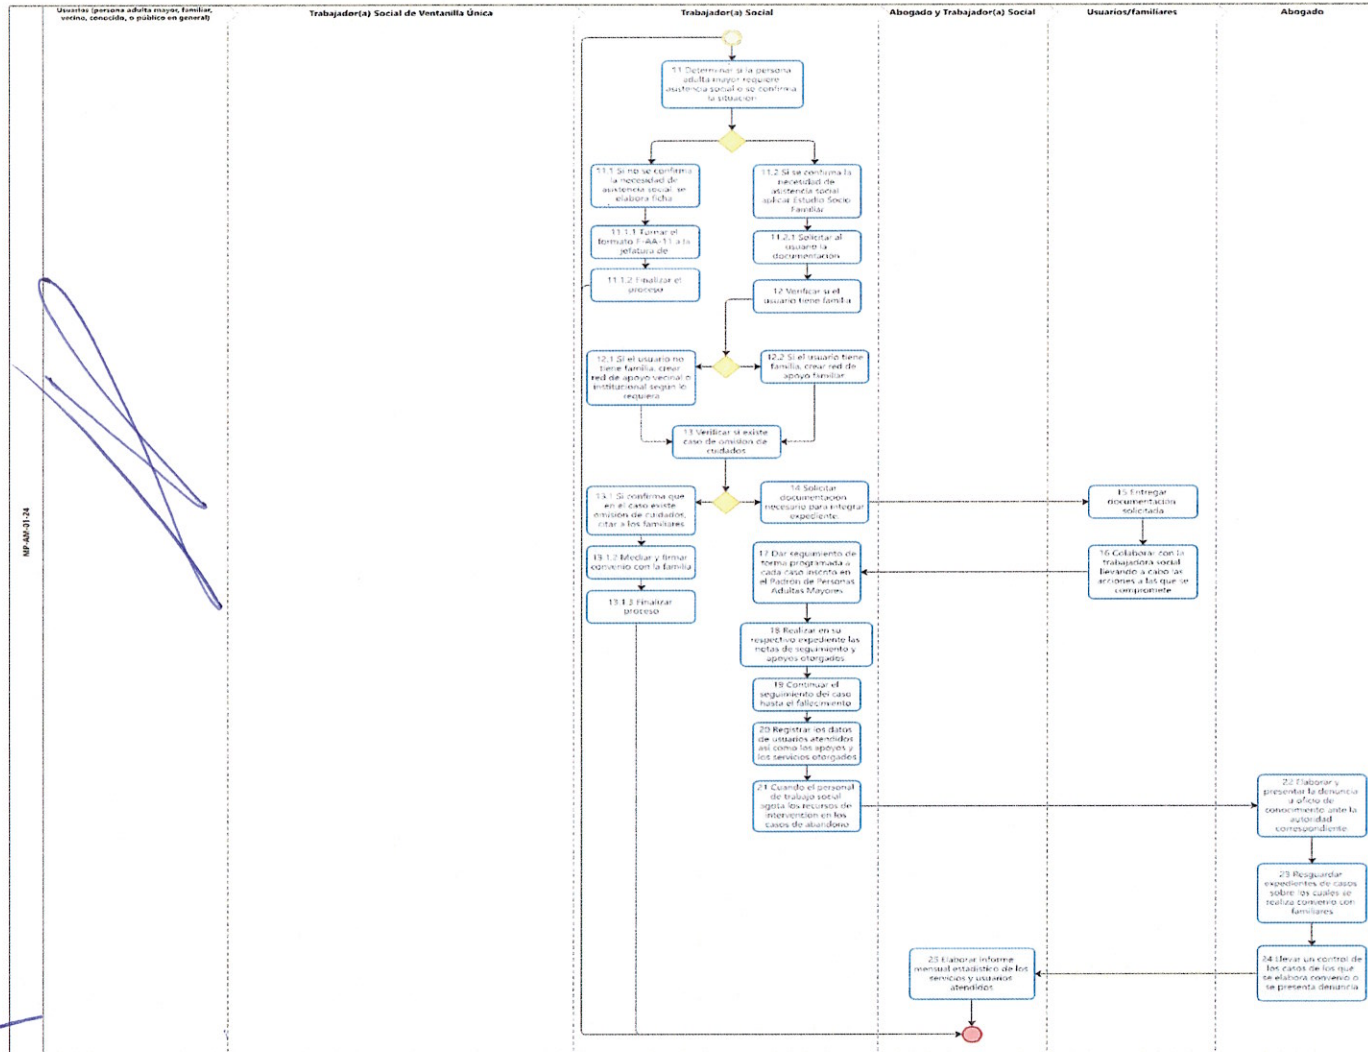 Usuarios (persona adulta mayor, familiar,
vecino, conocido, o público en general)
Trabajador(a) Social de Ventanilla Única
Trabajador(a) Social
Abogado y Trabajador(a) Social
Usuarios/familiares
Abogado
MP-AM-01-24
11 Determinar si la persona
adulta mayor requiere
asistencia social o se confirma
la situación
11.1 Si no se confirma
la necesidad de
asistencia social, se
elabora ficha
11.2 Si se confirma la
necesidad de
asistencia social
aplicar Estudio Socio
Familiar
11.1.1 Turnar el
formato F-AA-11 a la
jefatura de
11.2.1 Solicitar al
usuario la
documentación
11.1.2 Finalizar el
proceso
12 Verificar si el
usuario tiene familia
12.1 Si el usuario no
tiene familia, crear
red de apoyo vecinal o
institucional según lo
requiera
12.2 Si el usuario tiene
familia, crear red de
apoyo familiar
13 Verificar si existe
caso de omisión de
cuidados
13.1 Si confirma que
en el caso existe
omisión de cuidados,
citar a los familiares
14 Solicitar
documentación
necesario para integrar
expediente
15 Entregar
documentación
solicitada
13.1.2 Mediar y firmar
convenio con la familia
17 Dar seguimiento de
forma programada a
cada caso inscrito en
el Padrón de Personas
Adultas Mayores
16 Colaborar con la
trabajadora social
llevando a cabo las
acciones a las que se
compromete
13.1.3 Finalizar
proceso
18 Realizar en su
respectivo expediente las
notas de seguimiento y
apoyos otorgados
19 Continuar el
seguimiento del caso
hasta el fallecimiento
20 Registrar los datos
de usuarios atendidos
así como los apoyos y
los servicios otorgados
21 Cuando el personal
de trabajo social
agota los recursos de
intervención en los
casos de abandono
22 Elaborar y
presentar la denuncia
u oficio de
conocimiento ante la
autoridad
correspondiente
23 Resguardar
expedientes de casos
sobre los cuales se
realiza convenio con
familiares
24 Llevar un control de
los casos de los que
se elabora convenio o
se presenta denuncia
25 Elaborar informe
mensual estadístico de los
servicios y usuarios
atendidos